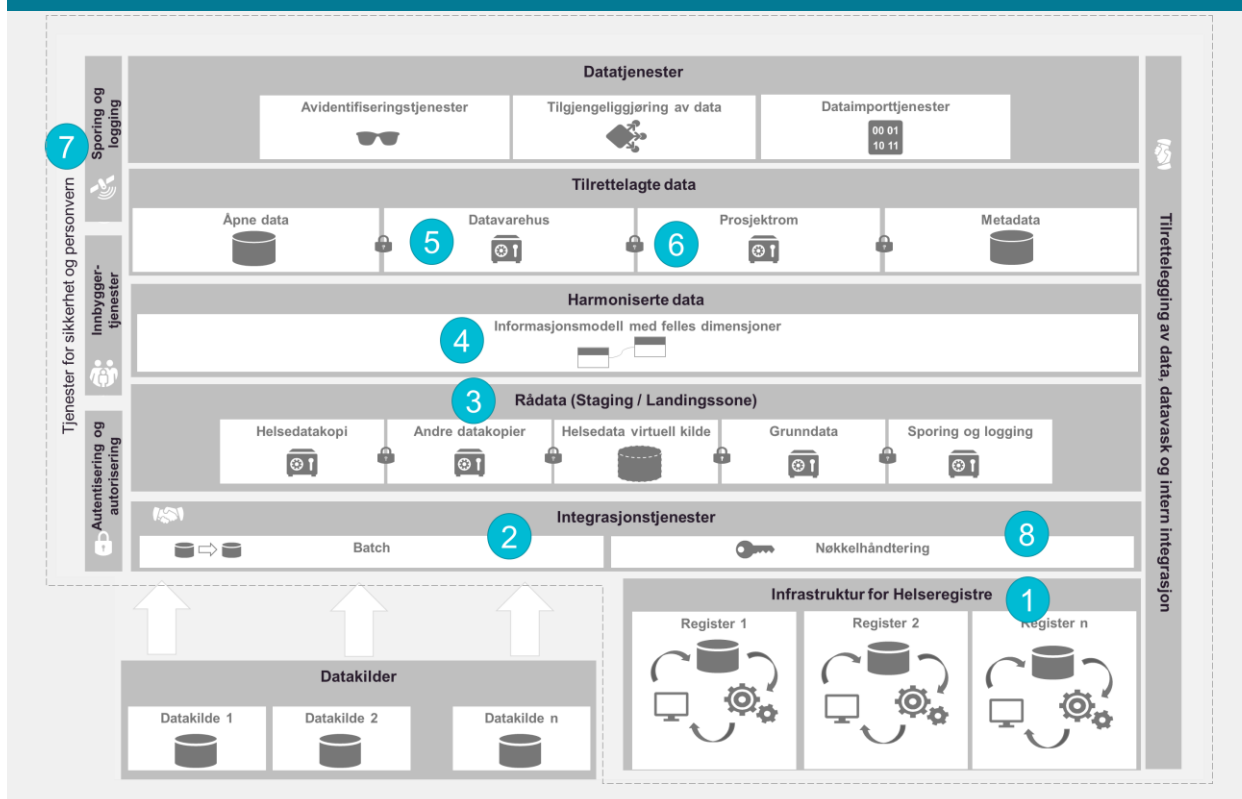 Datatjenester
Avidentifiseringstjenester
Tilgjengeliggjøring av data
Dataimporttjenester
00 01
10 11
Tilrettelagte data
Åpne data
5
Datavarehus
6
Prosjektrom
Metadata
Harmoniserte data
4
Informasjonsmodell med felles dimensjoner
3
Rådata (Staging / Landingssone)
Helsedatakopi
Andre datakopier
Helsedata virtuell kilde
Grunndata
Sporing og logging
Integrasjonstjenester
Batch
2
Nøkkelhåndtering
8
Infrastruktur for Helseregistre
1
Register 1
Register 2
Register n
Datakilder
Datakilde 1
Datakilde 2
Datakilde n
7
Tjenester for sikkerhet og personvern
Sporing og
logging
Innbygger-
tjenester
Autentisering og
autorisering
Tilrettelegging av data, datavask og intern integrasjon